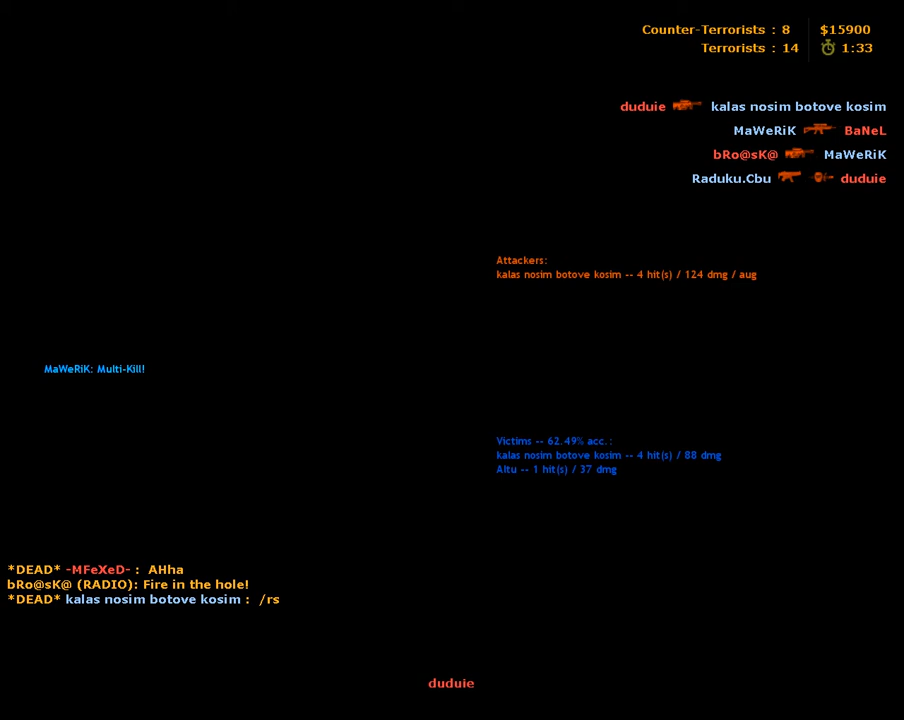 Counter-Terrorists : 8 $15900
Terrorists : 14 1:33
duduie kalas nosim botove kosim
MaWeRiK BaNeL
bRo@sK@ MaWeRiK
Raduku.Cbu duduie
Attackers:
kalas nosim botove kosim -- 4 hit(s) / 124 dmg / aug
MaWeRiK: Multi-Kill!
Victims -- 62.49% acc.:
kalas nosim botove kosim -- 4 hit(s) / 88 dmg
Altu -- 1 hit(s) / 37 dmg
*DEAD* -MFeXeD- : AHha
bRo@sK@ (RADIO): Fire in the hole!
*DEAD* kalas nosim botove kosim : /rs
duduie